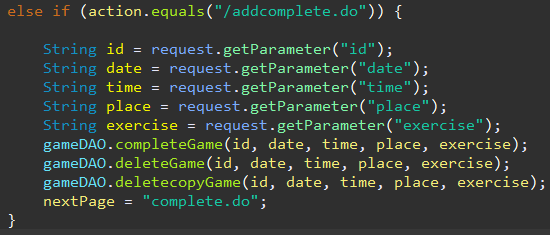 else if (action.equals("/addcomplete.do")) {
String id = request.getParameter("id");
String date = request.getParameter("date");
String time = request.getParameter("time");
String place = request.getParameter("place");
String exercise = request.getParameter("exercise");
gameDAO.completeGame(id, date, time, place, exercise);
gameDAO.deleteGame(id, date, time, place, exercise);
gameDAO.deletecopyGame(id, date, time, place, exercise);
nextPage = "complete.do";
}